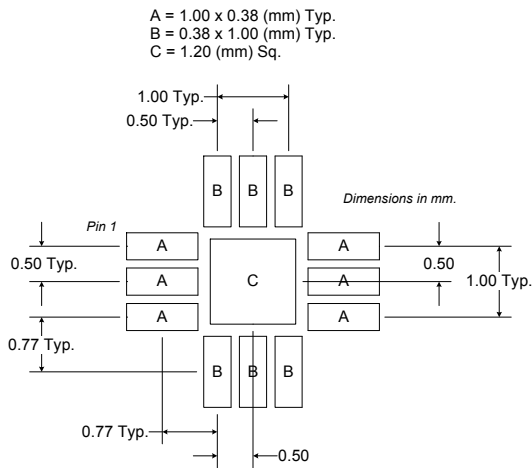 A = 1.00 x 0.38 (mm) Typ.
B = 0.38 x 1.00 (mm) Typ.
C = 1.20 (mm) Sq.
1.00 Typ.
0.50 Typ.
B B B
Dimensions in mm.
Pin 1
A A
0.50 Typ.
0.50
A C A
1.00 Typ.
A A
0.77 Typ.
B B B
0.77 Typ.
0.50